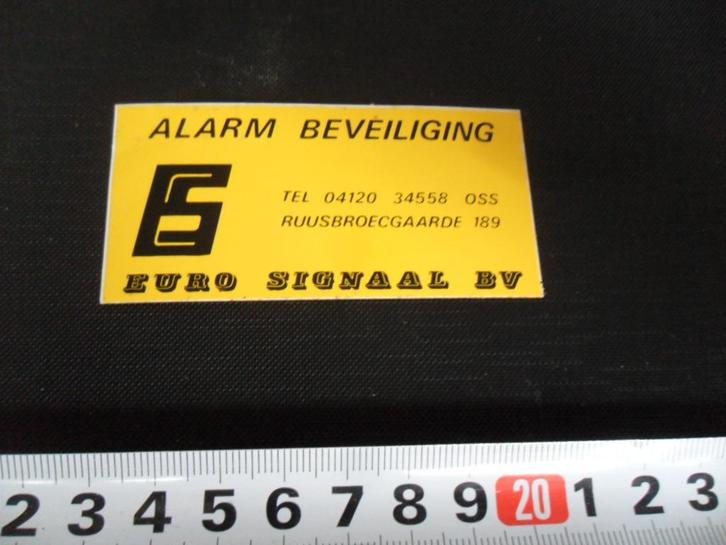 ALARM BEVEILIGING
TEL 04120 34558 OSS
RUUSBROECGAARDE 189
EURO SIGNAAL BV
2 3 4 5 6 7 8 9 20 1 2 3